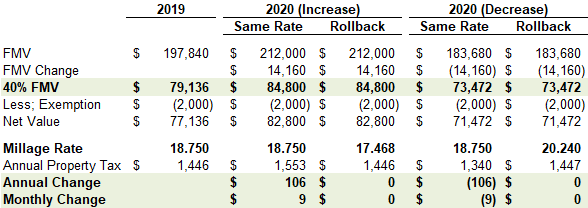 2019 2020 (Increase) 2020 (Decrease)
Same Rate Rollback Same Rate Rollback
FMV $ 197,840 $ 212,000 $ 212,000 $ 183,680 $ 183,680
FMV Change $ 14,160 $ 14,160 $ (14,160) $ (14,160)
40% FMV $ 79,136 $ 84,800 $ 84,800 $ 73,472 $ 73,472
Less; Exemption $ (2,000) $ (2,000) $ (2,000) $ (2,000) $ (2,000)
Net Value $ 77,136 $ 82,800 $ 82,800 $ 71,472 $ 71,472
Millage Rate 18.750 18.750 17.468 18.750 20.240
Annual Property Tax $ 1,446 $ 1,553 $ 1,446 $ 1,340 $ 1,447
Annual Change $ 106 $ 0 $ (106) $ 0
Monthly Change $ 9 $ 0 $ (9) $ 0